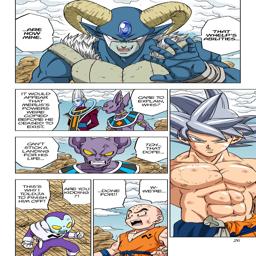 THAT
WHELP'S
ABILITIES...
...ARE
NOW
MINE.
CARE TO
EXPLAIN,
WHIS?
IT WOULD
APPEAR
THAT
MERUS'S
POWERS
WERE
COPIED
BEFORE HE
CEASED TO
EXIST.
TCH...
THAT
DOPE...
CAN'T
STICK A
LANDING
FOR HIS
LIFE...
W-
WE'RE...
...DONE
FOR!!
ARE YOU
KIDDING?!
THIS'S
WHY I
TOLDJA TO
FINISH HIM
OFF!
26